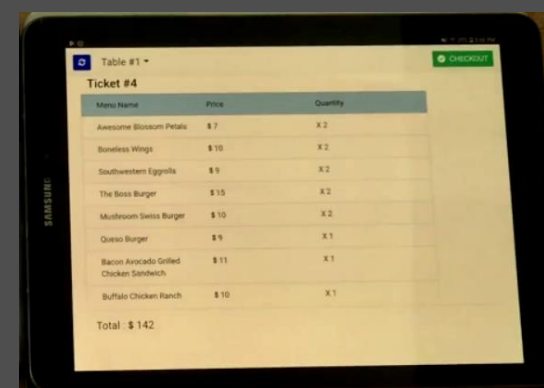 Table #1
CHECKOUT
Ticket #4
Menu Name Price Quantity
Awesome Blossom Petals $ 7 X 2
Boneless Wings $ 10 X 2
Southwestern Eggrolls $ 9 X 2
The Boss Burger $ 15 X 2
Mushroom Swiss Burger $ 10 X 2
Queso Burger $ 9 X 1
Bacon Avocado Grilled $ 11 X 1
Chicken Sandwich
Buffalo Chicken Ranch $ 10 X 1
Total : $ 142
SAMSUNG